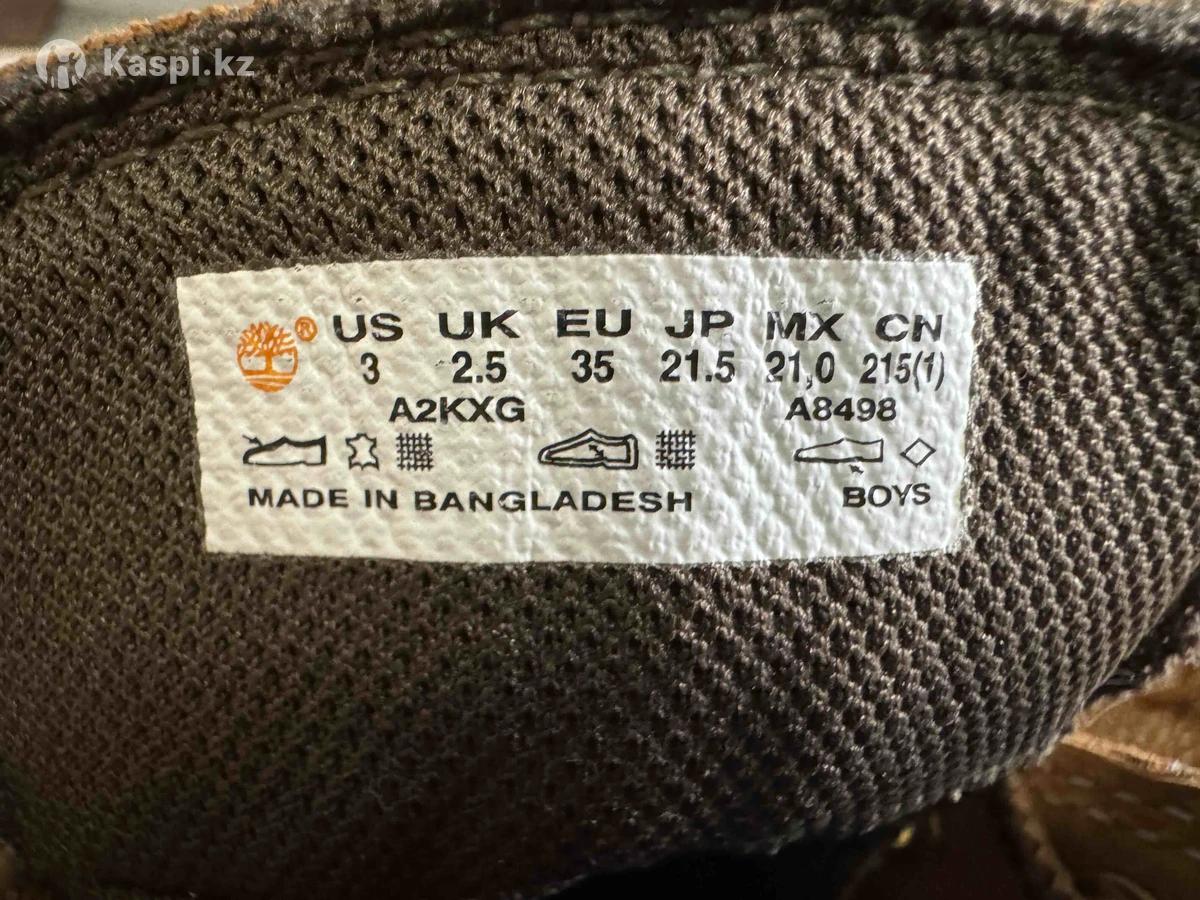 Kaspi.kz
® US UK EU JP MX CN
3 2.5 35 21.5 21,0 215(1)
A2KXG A8498
MADE IN BANGLADESH BOYS